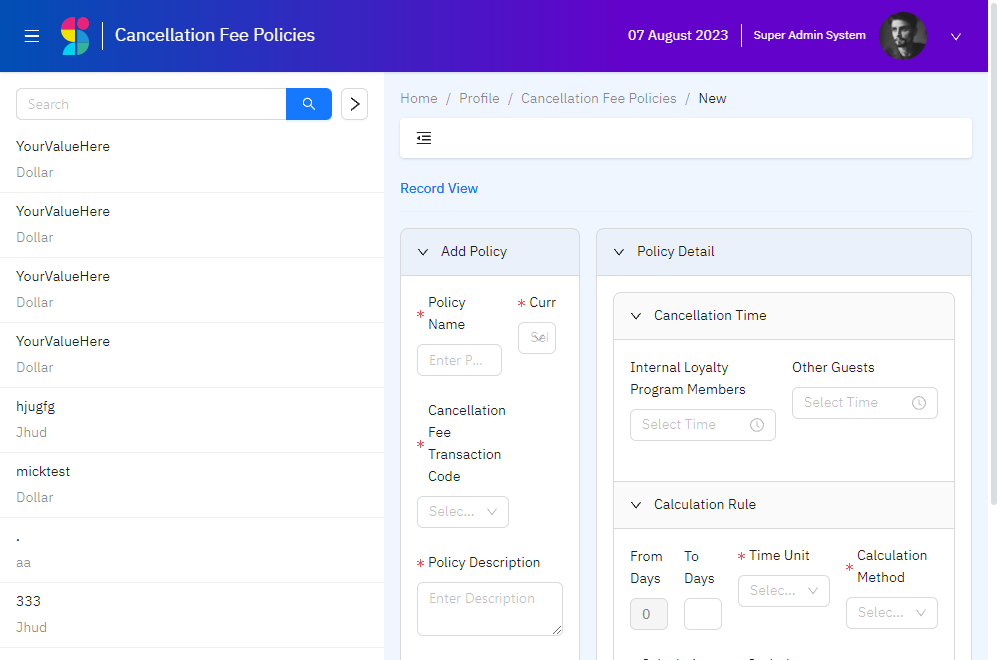 Cancellation Fee Policies
07 August 2023
Super Admin System
Search
YourValueHere
Dollar
YourValueHere
Dollar
YourValueHere
Dollar
YourValueHere
Dollar
hjugfg
Jhud
micktest
Dollar
.
aa
333
Jhud
Home / Profile / Cancellation Fee Policies / New
Record View
Add Policy
* Policy
Name
Enter P...
* Curr
Sel
* Cancellation
Fee
Transaction
Code
Selec...
* Policy Description
Enter Description
Policy Detail
Cancellation Time
Internal Loyalty
Program Members
Select Time
Other Guests
Select Time
Calculation Rule
From
Days
0
To
Days
* Time Unit
Selec...
* Calculation
Method
Selec...